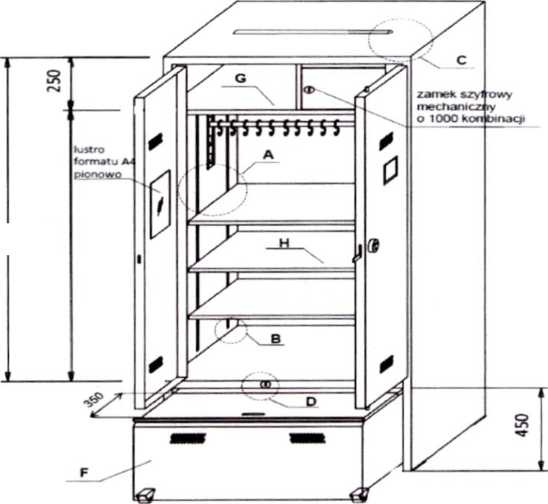 C
250
G
zamek szyfrowy
mechaniczny
o 1000 kombinacji
lustro
formatu A4
pionowo
A
H
B
350
D
450
F